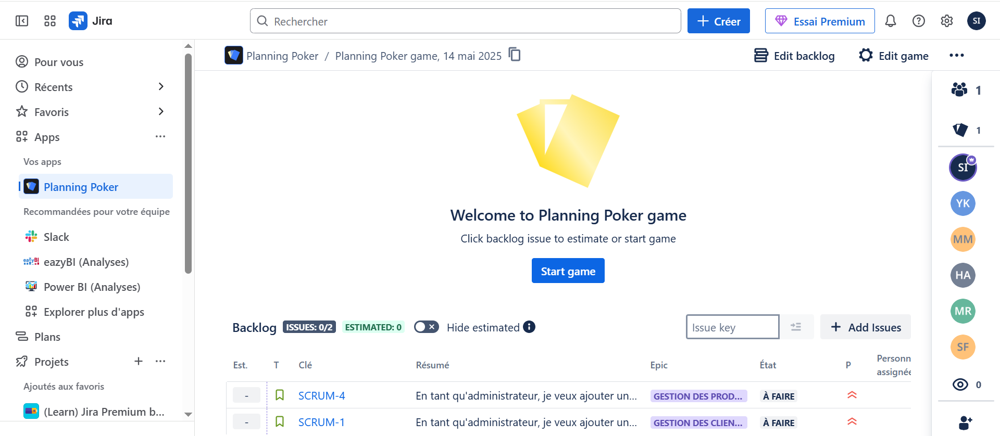 Jira
Rechercher
Créer
Essai Premium
SI
Pour vous
Récents
Favoris
Apps
Vos apps
Planning Poker
Recommandées pour votre équipe
Slack
eazyBI
eazyBI (Analyses)
Power BI (Analyses)
Explorer plus d'apps
Plans
Projets
Ajoutés aux favoris
(Learn) Jira Premium b...
Planning Poker / Planning Poker game, 14 mai 2025
Edit backlog
Edit game
Welcome to Planning Poker game
Click backlog issue to estimate or start game
Start game
Backlog ISSUES: 0/2 ESTIMATED: 0 Hide estimated
Issue key
Add Issues
Est. T Clé Résumé Epic État P Personn assignée
- SCRUM-4 En tant qu'administrateur, je veux ajouter un... GESTION DES PROD... À FAIRE
- SCRUM-1 En tant qu'administrateur, je veux ajouter un... GESTION DES CLIEN... À FAIRE
1
1
SI
YK
MM
HA
MR
SF
0